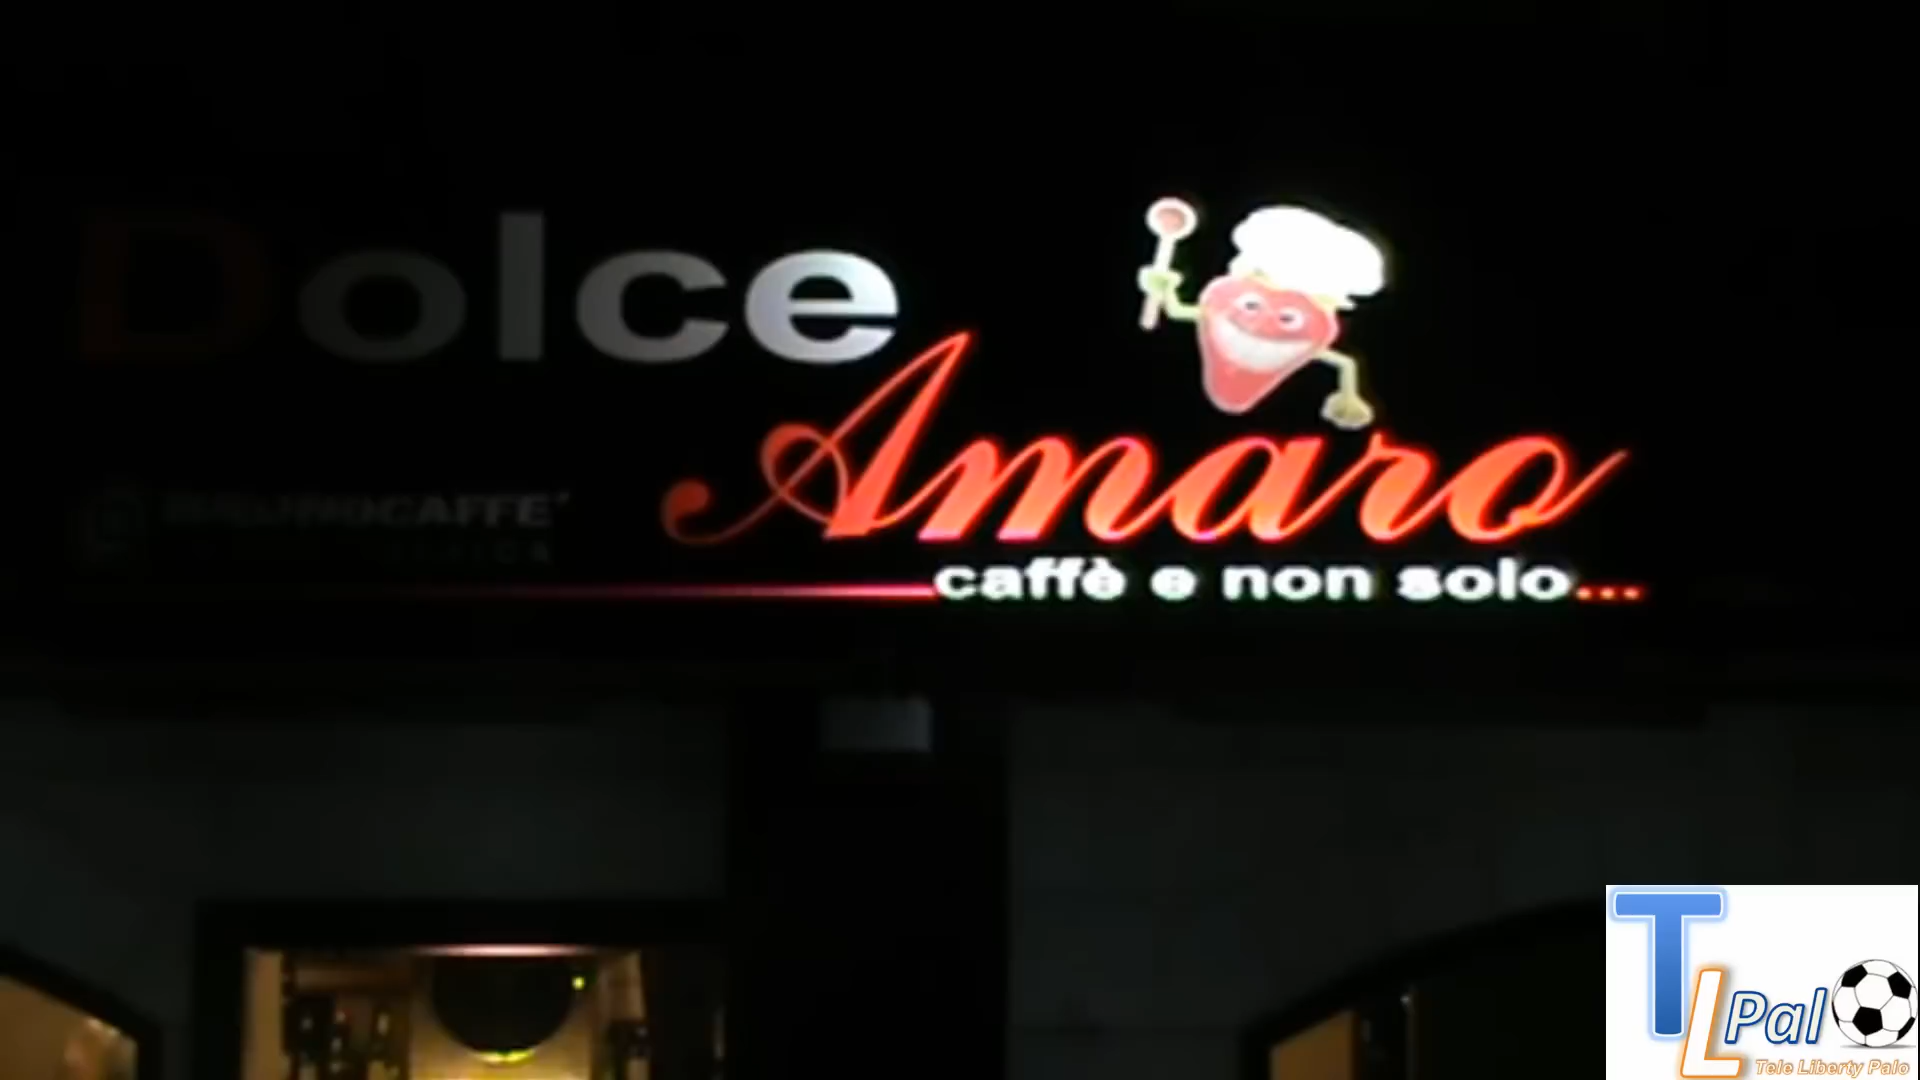 Dolce
Amaro
caffè e non solo...
TL Pal
Tele Liberty Palo